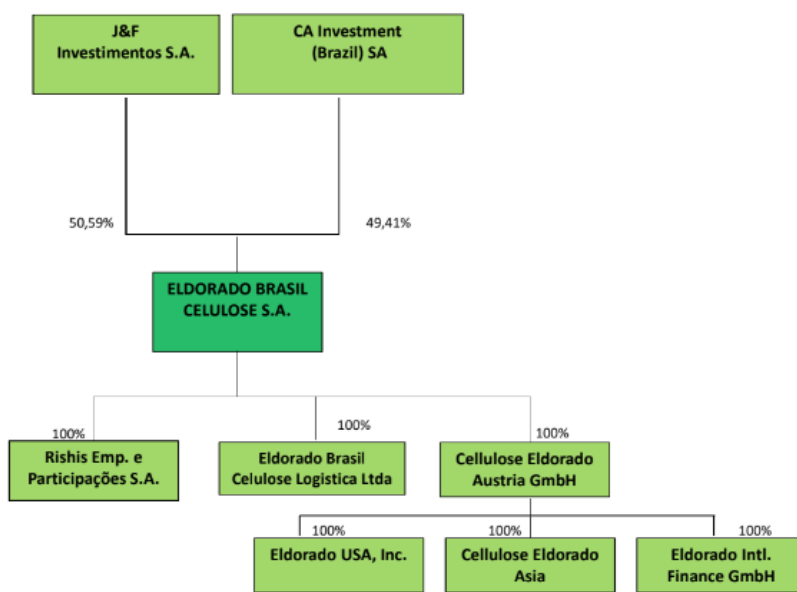 J&F
Investimentos S.A.
CA Investment
(Brazil) SA
50,59%
49,41%
ELDORADO BRASIL
CELULOSE S.A.
100%
100%
100%
Rishis Emp. e
Participações S.A.
Eldorado Brasil
Celulose Logistica Ltda
Cellulose Eldorado
Austria GmbH
100%
100%
100%
Eldorado USA, Inc.
Cellulose Eldorado
Asia
Eldorado Intl.
Finance GmbH